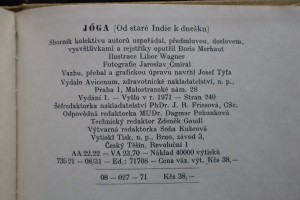 JÓGA (Od staré Indie k dnešku)
Sborník kolektivu autorů uspořádal, předmluvou, doslovem,
vysvětlivkami a rejstříky opatřil Boris Merhaut
Ilustrace Libor Wagner
Fotografie Jaroslav Čmiral
Vazbu, přebal a grafickou úpravu navrhl Josef Týfa
Vydalo Avicenum, zdravotnické nakladatelství, n. p.,
Praha 1, Malostranské nám. 28
Vydání 1. – Vyšlo v r. 1971 – Stran 240
Šéfredaktorka nakladatelství PhDr. J. R. Frissová, CSc.
Odpovědná redaktorka MUDr. Dagmar Pohunková
Technický redaktor Zdeněk Gaudl
Výtvarná redaktorka Soňa Kubcová
Vytiskl Tisk, n. p., Brno, závod 3,
Český Těšín, Revoluční 1
AA 22,22 – VA 23,70 – Náklad 40000 výtisků
735 21 - 08/31 – Ed.: 71708 – Cena váz. výt. Kčs 38,–
08 – 027 – 71 Kčs 38,–